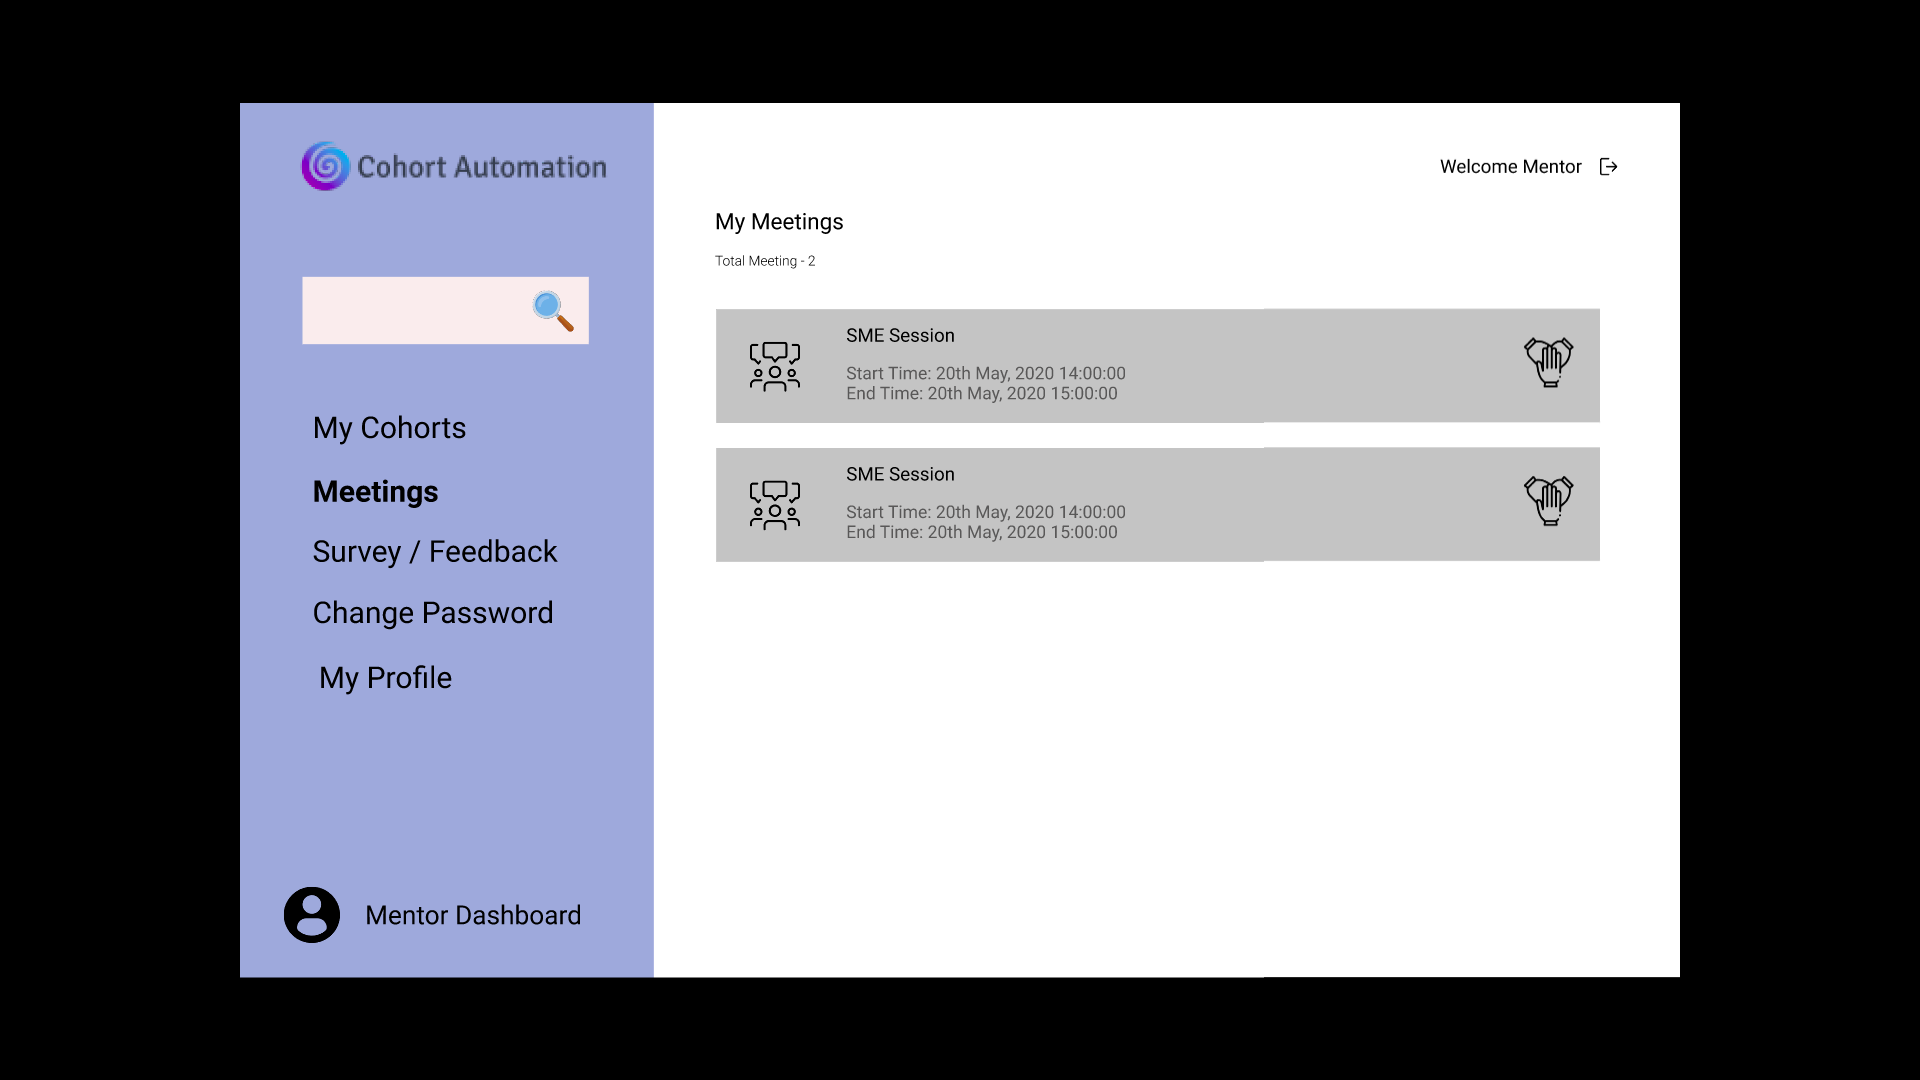 Cohort Automation
My Cohorts
Meetings
Survey / Feedback
Change Password
My Profile
Mentor Dashboard
Welcome Mentor
My Meetings
Total Meeting - 2
SME Session
Start Time: 20th May, 2020 14:00:00
End Time: 20th May, 2020 15:00:00
SME Session
Start Time: 20th May, 2020 14:00:00
End Time: 20th May, 2020 15:00:00